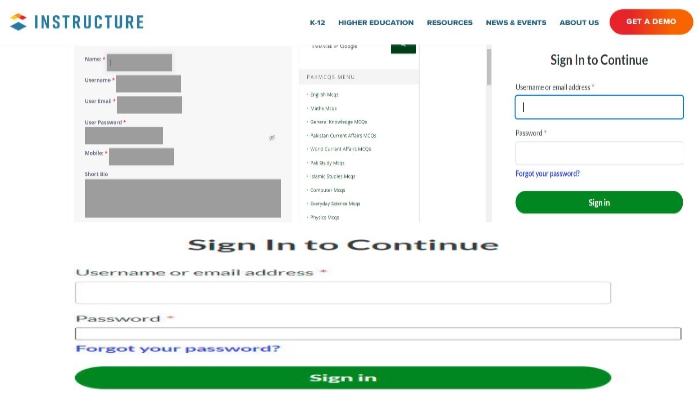 INSTRUCTURE
K-12 HIGHER EDUCATION RESOURCES NEWS & EVENTS ABOUT US GET A DEMO
Name: *
Username *
User Email *
User Password *
Mobile: *
Short Bio
PAKMCQS MENU
English Mcqs
Maths Mcqs
General Knowledge MCQs
Pakistan Current Affairs MCQs
World Current Affairs MCQs
Pak Study Mcqs
Islamic Studies Mcqs
Computer Mcqs
Everyday Science Mcqs
Physics Mcqs
Sign In to Continue
Username or email address *
Password *
Forgot your password?
Sign in
Sign In to Continue
Username or email address *
Password *
Forgot your password?
Sign in